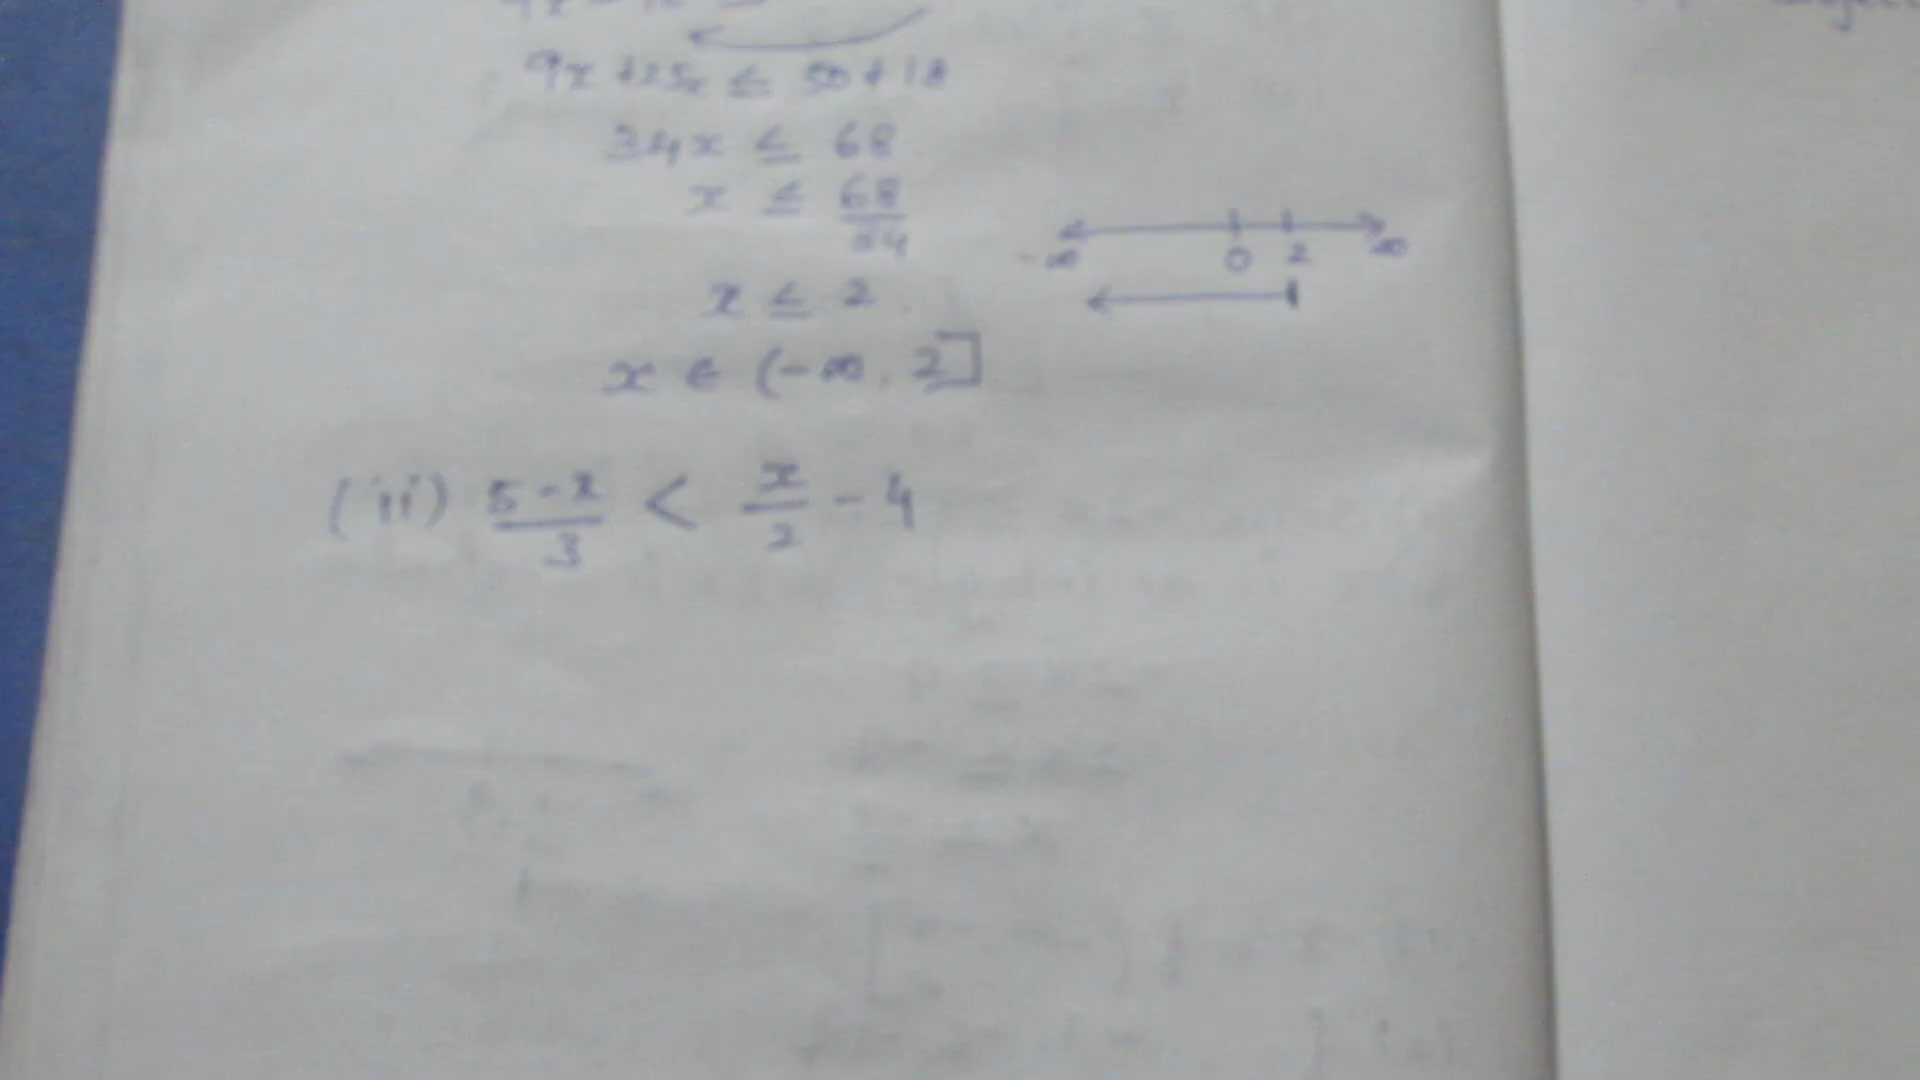 9x + 25x ≤ 50 + 18
34x ≤ 68
x ≤ 68/34
-∞ 0 2 ∞
x ≤ 2
x ∈ (-∞, 2]
(ii) 5-x/3 < x/2 - 4